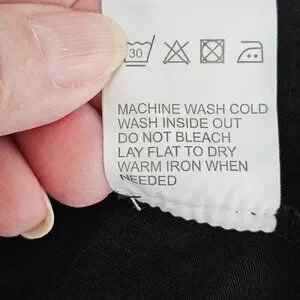 30
MACHINE WASH COLD
WASH INSIDE OUT
DO NOT BLEACH
LAY FLAT TO DRY
WARM IRON WHEN
NEEDED